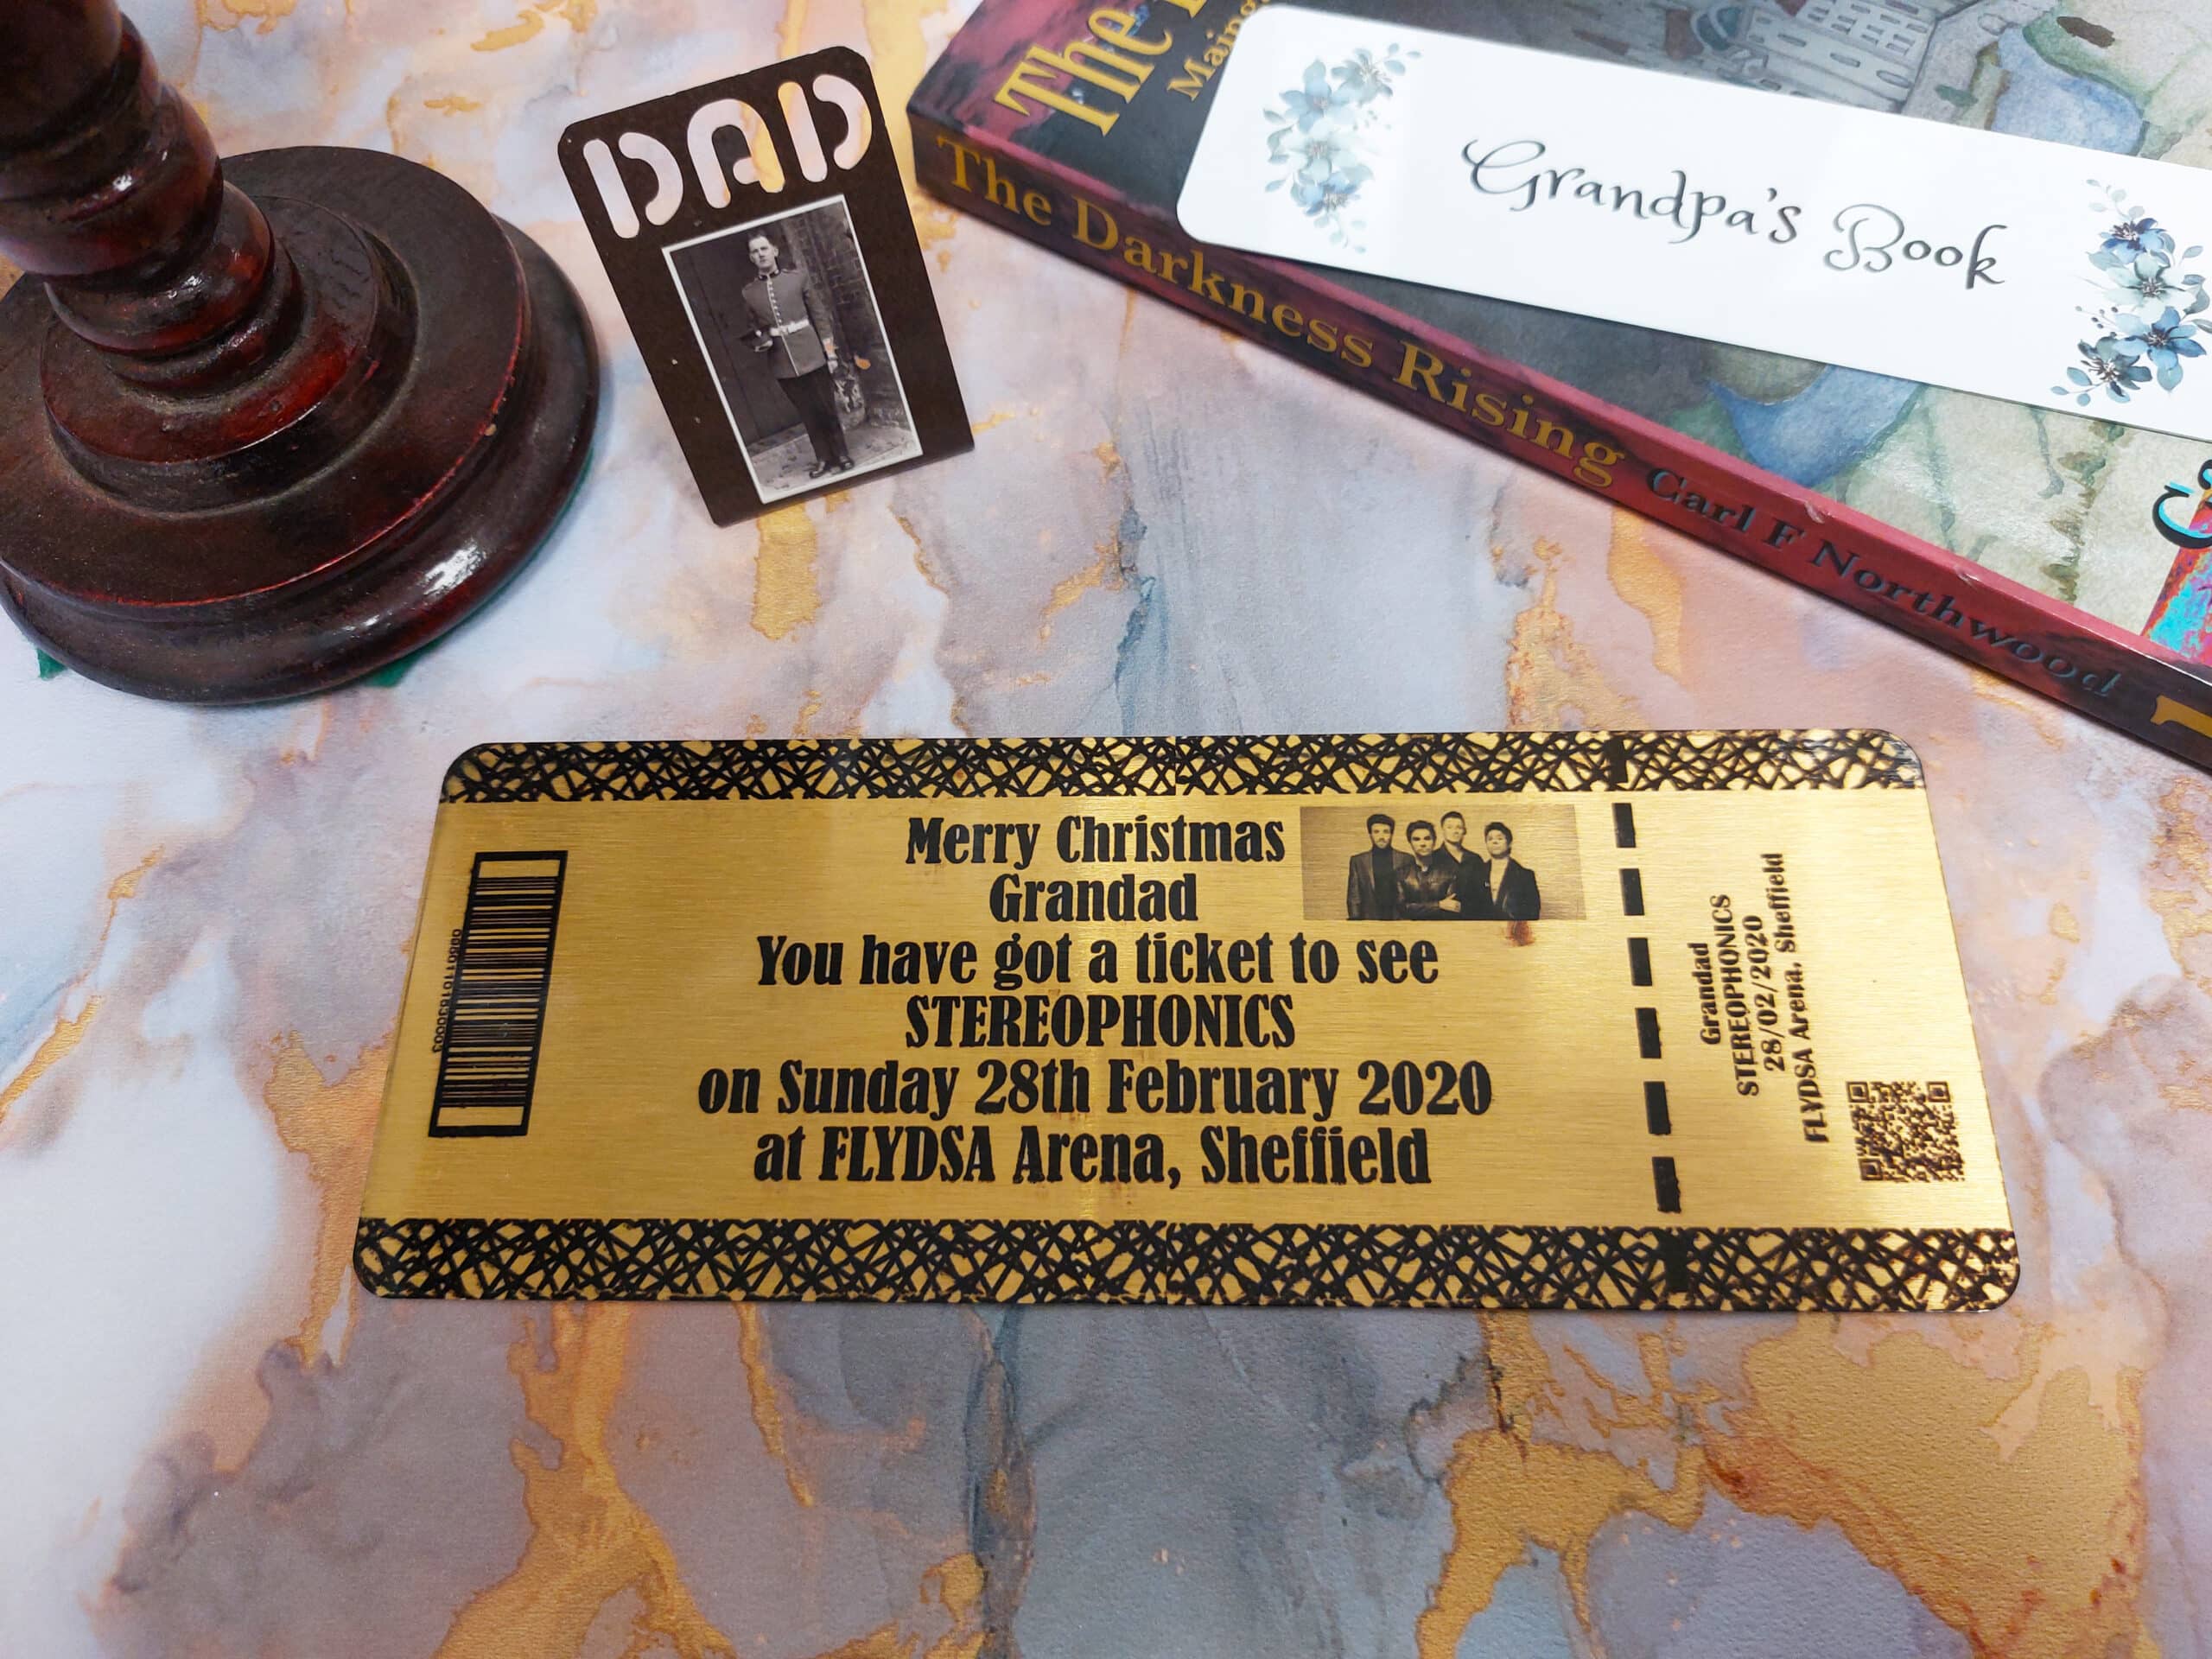 DAD
The
Grandpa's Book
The Darkness Rising Carl F Northwood
Merry Christmas
Grandad
You have got a ticket to see
STEREOPHONICS
on Sunday 28th February 2020
at FLYDSA Arena, Sheffield
Grandad
STEREOPHONICS
28/02/2020
FLYDSA Arena, Sheffield